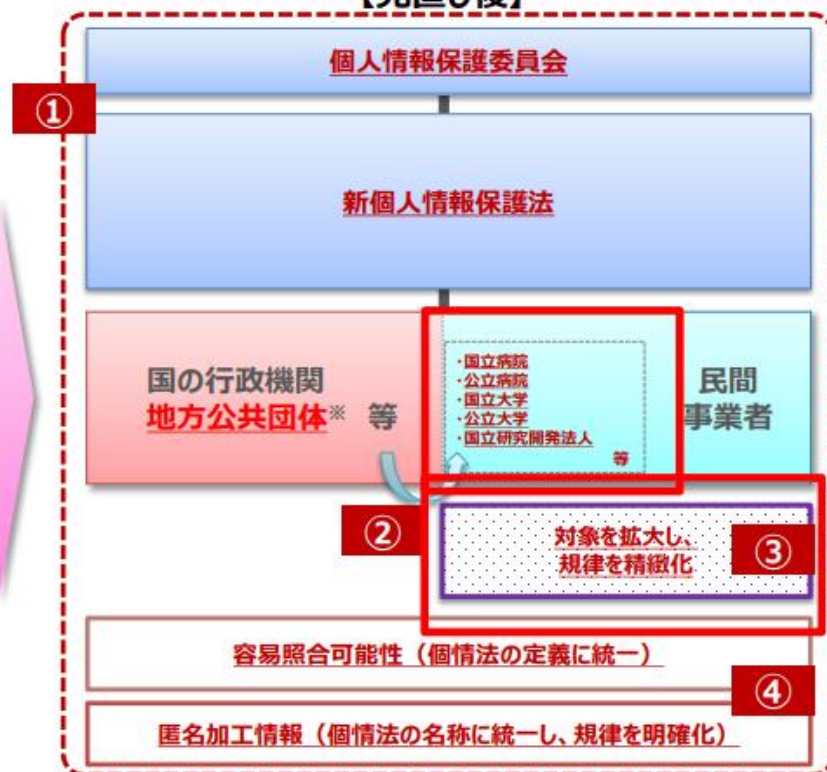 【見直し後】
個人情報保護委員会
①
新個人情報保護法
国の行政機関
地方公共団体※ 等
・国立病院
・公立病院
・国立大学
・公立大学
・国立研究開発法人
等
民間
事業者
②
対象を拡大し、
規律を精緻化
③
容易照合可能性（個情法の定義に統一）
④
匿名加工情報（個情法の名称に統一し、規律を明確化）